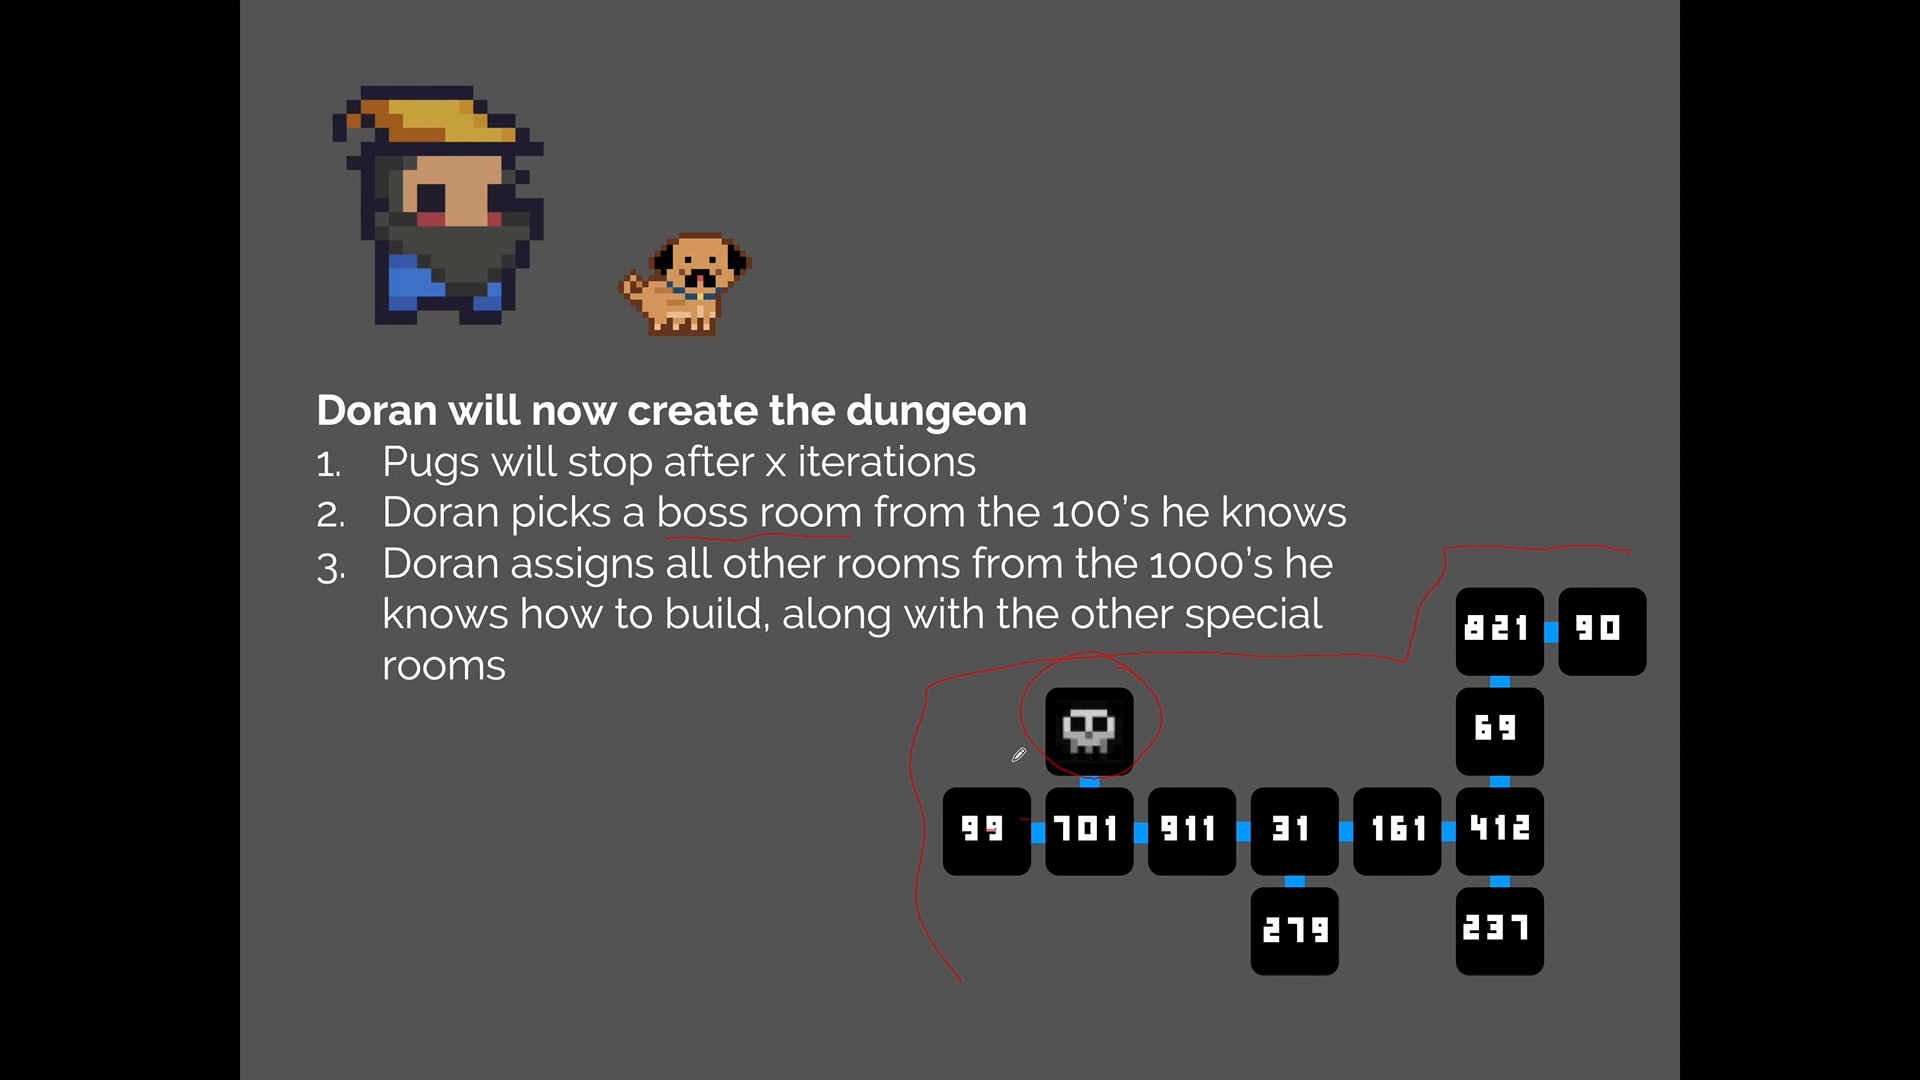 Doran will now create the dungeon
1. Pugs will stop after x iterations
2. Doran picks a boss room from the 100’s he knows
3. Doran assigns all other rooms from the 1000’s he
knows how to build, along with the other special
rooms
821 90
69
99 701 911 31 161 412
279 237